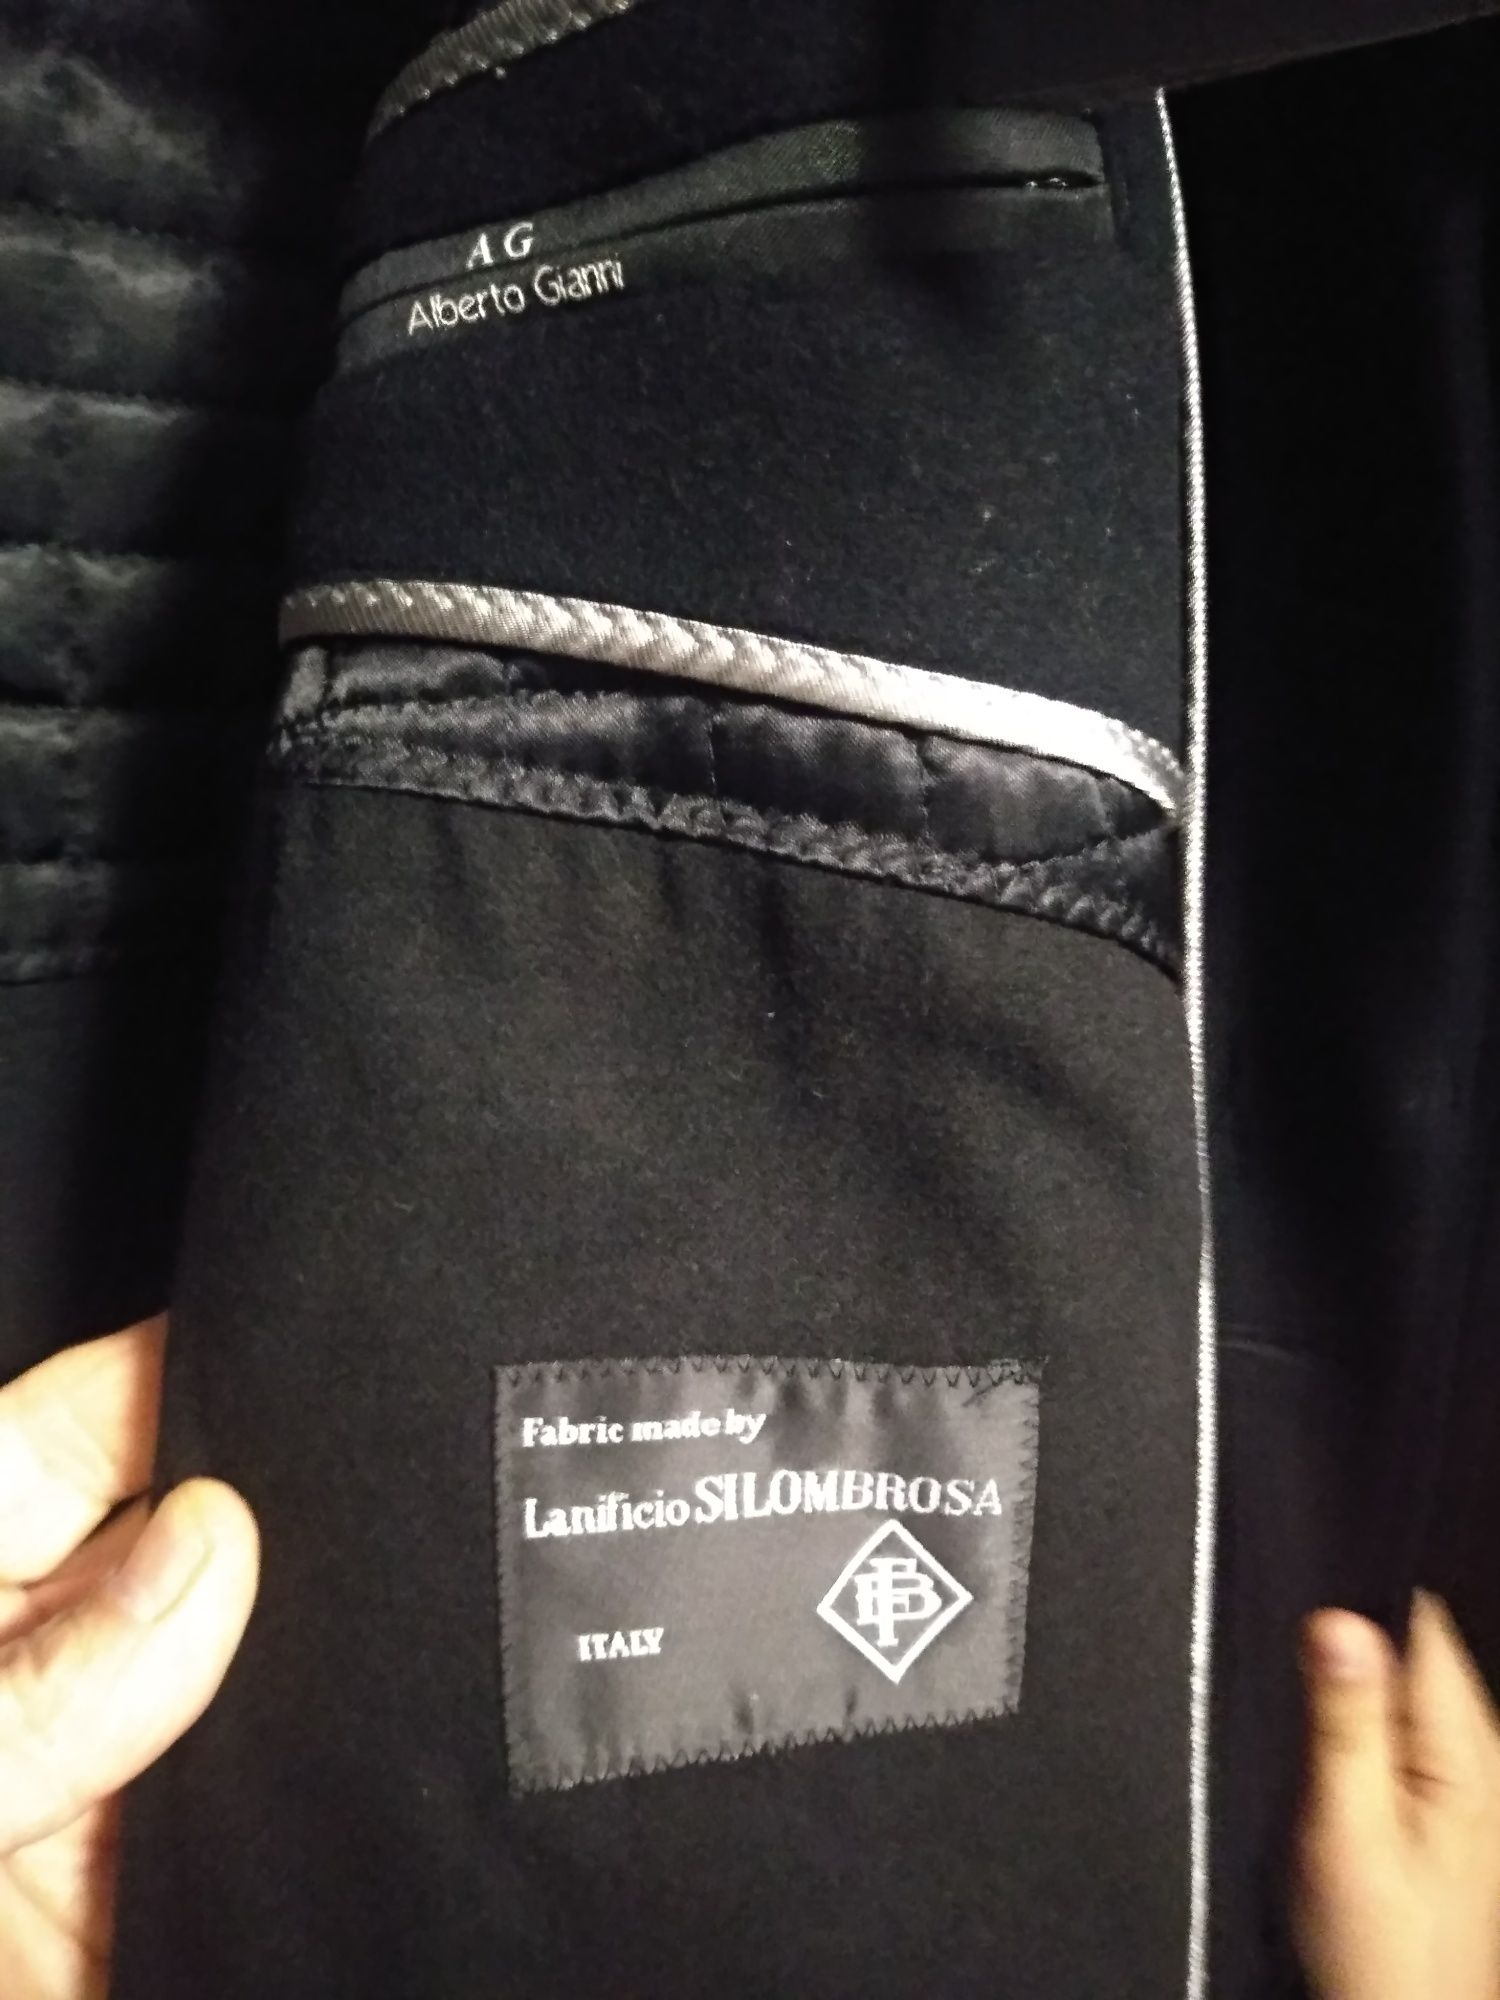 A G
Alberto Gianni
Fabric made by
Lanificio SILOMBROSA
ITALY